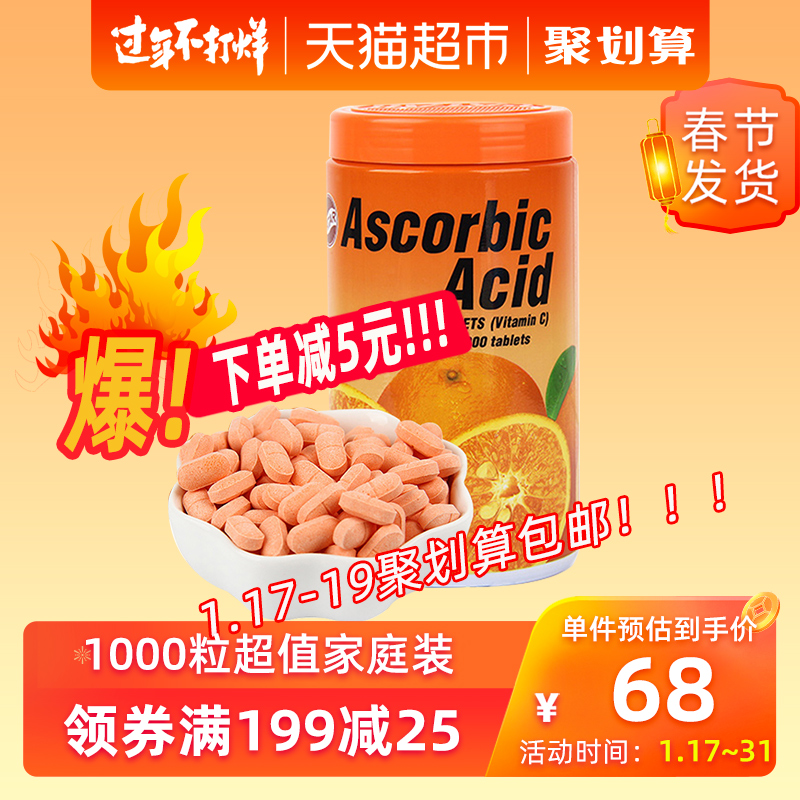 过年不打烊 天猫超市 聚划算
春节
发货
Ascorbic
Acid
(Vitamin C)
tablets
爆!
下单减5元!!!
1.17-19聚划算包邮！！！
1000粒超值家庭装
领券满199减25
单件预估到手价
¥ 68
活动时间：1.17~31